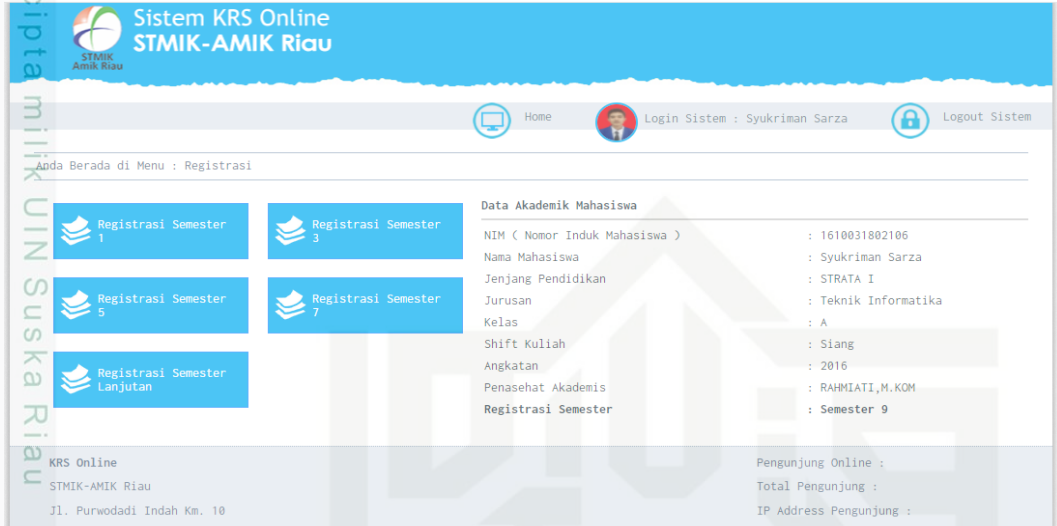 Sistem KRS Online
STMIK-AMIK Riau
STMIK
Amik Riau
Home
Login Sistem : Syukriman Sarza
Logout Sistem
Anda Berada di Menu : Registrasi
Registrasi Semester
1
Registrasi Semester
3
Registrasi Semester
5
Registrasi Semester
7
Registrasi Semester
Lanjutan
Data Akademik Mahasiswa
NIM ( Nomor Induk Mahasiswa ) : 1610031802106
Nama Mahasiswa : Syukriman Sarza
Jenjang Pendidikan : STRATA I
Jurusan : Teknik Informatika
Kelas : A
Shift Kuliah : Siang
Angkatan : 2016
Penasehat Akademis : RAHMIATI,M.KOM
Registrasi Semester : Semester 9
KRS Online
STMIK-AMIK Riau
Jl. Purwodadi Indah Km. 10
Pengunjung Online :
Total Pengunjung :
IP Address Pengunjung :
cipta milik UIN Suska Riau